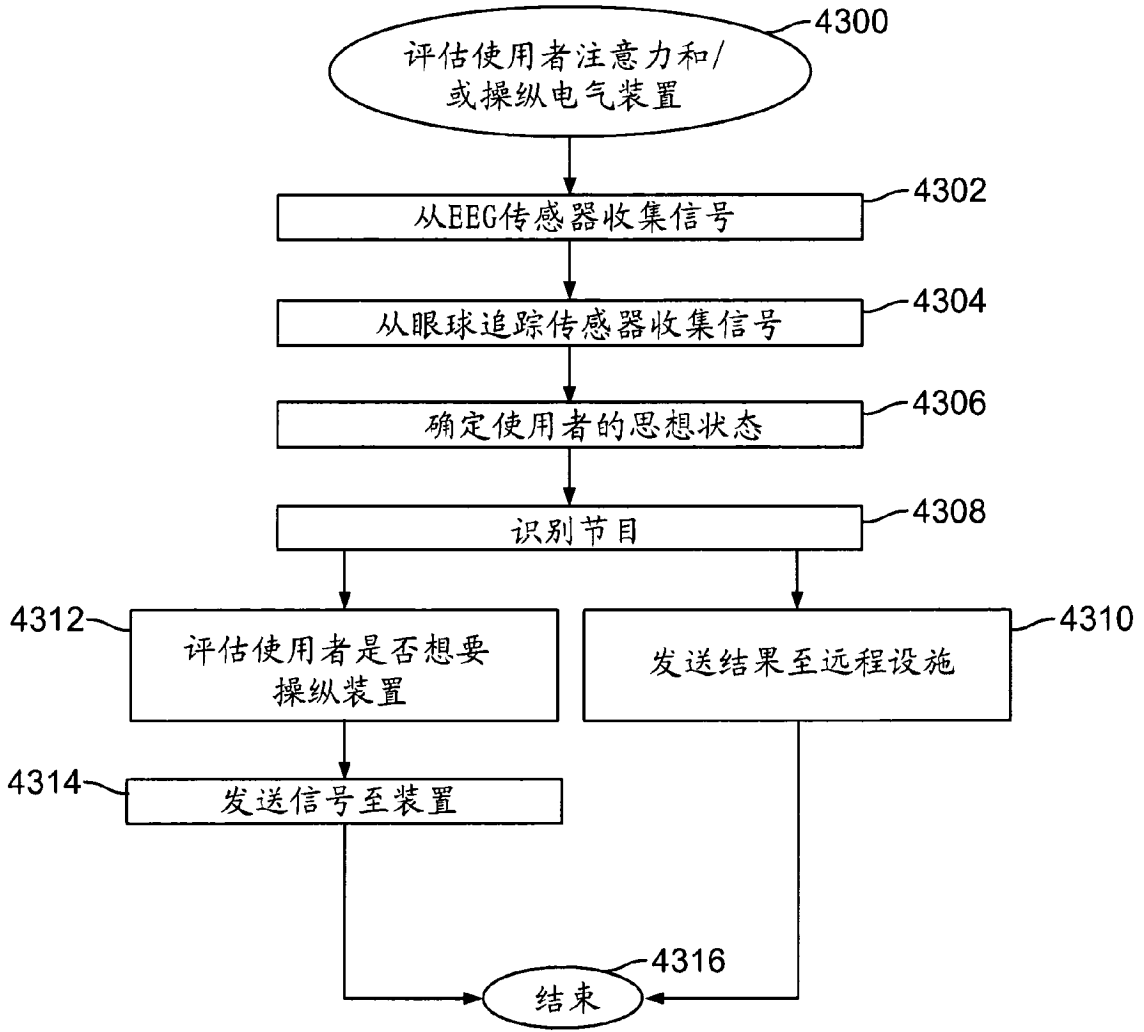 4300
评估使用者注意力和/
或操纵电气装置
4302
从EEG传感器收集信号
4304
从眼球追踪传感器收集信号
4306
确定使用者的思想状态
4308
识别节目
4312
评估使用者是否想要
操纵装置
4310
发送结果至远程设施
4314
发送信号至装置
4316
结束